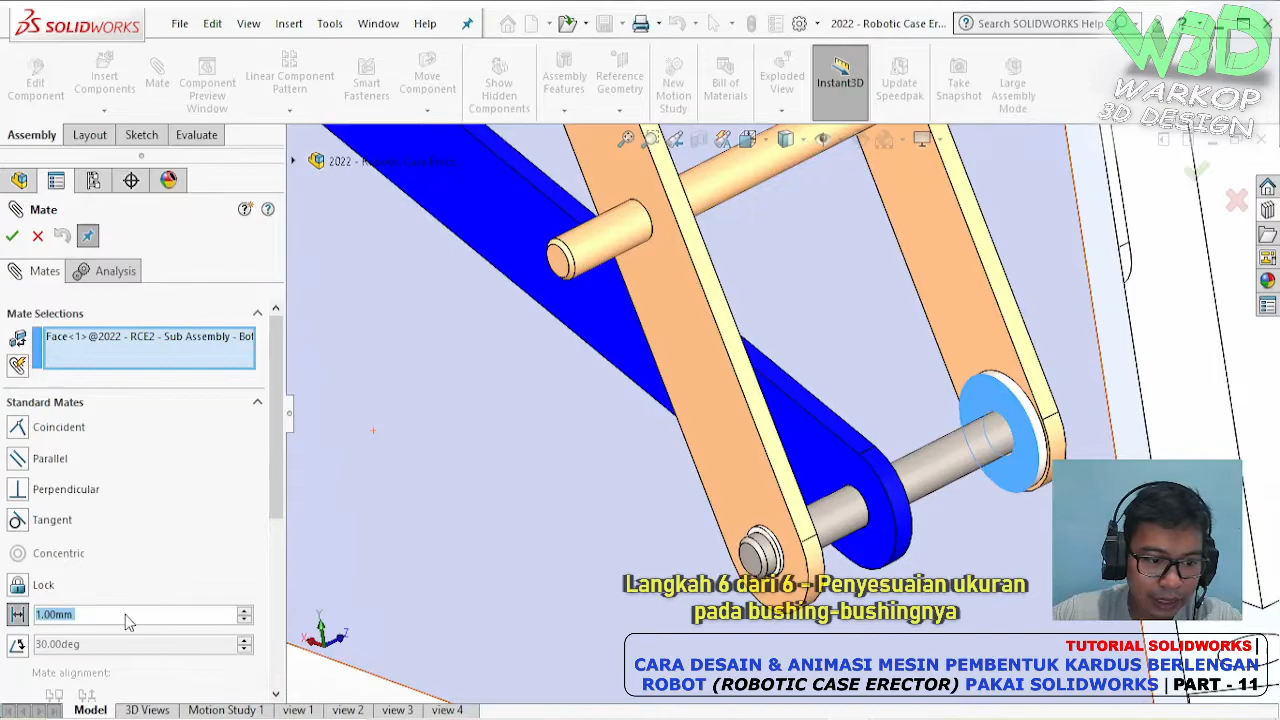 SOLIDWORKS
File Edit View Insert Tools Window Help
2022 - Robotic Case Er...
Search SOLIDWORKS Help
W3D
WARKOP
3D DESIGN
Edit Component
Insert Components
Mate
Component Preview Window
Linear Component Pattern
Smart Fasteners
Move Component
Show Hidden Components
Assembly Features
Reference Geometry
New Motion Study
Bill of Materials
Exploded View
Instant3D
Update Speedpak
Take Snapshot
Large Assembly Mode
Assembly Layout Sketch Evaluate
Mate
Mates Analysis
Mate Selections
Face<1>@2022 - RCE2 - Sub Assembly - Bot
Standard Mates
Coincident
Parallel
Perpendicular
Tangent
Concentric
Lock
1.00mm
30.00deg
Mate alignment:
Langkah 6 dari 6 - Penyesuaian ukuran
pada bushing-bushingnya
TUTORIAL SOLIDWORKS |
CARA DESAIN & ANIMASI MESIN PEMBENTUK KARDUS BERLENGAN
ROBOT (ROBOTIC CASE ERECTOR) PAKAI SOLIDWORKS | PART - 11
Model 3D Views Motion Study 1 view 1 view 2 view 3 view 4